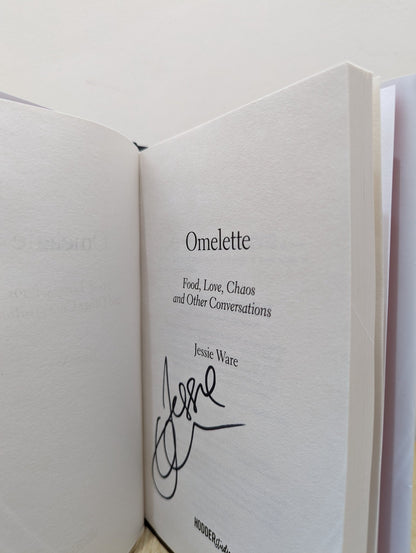 Omelette
Food, Love, Chaos
and Other Conversations
Jessie Ware
Jessie
HODDER